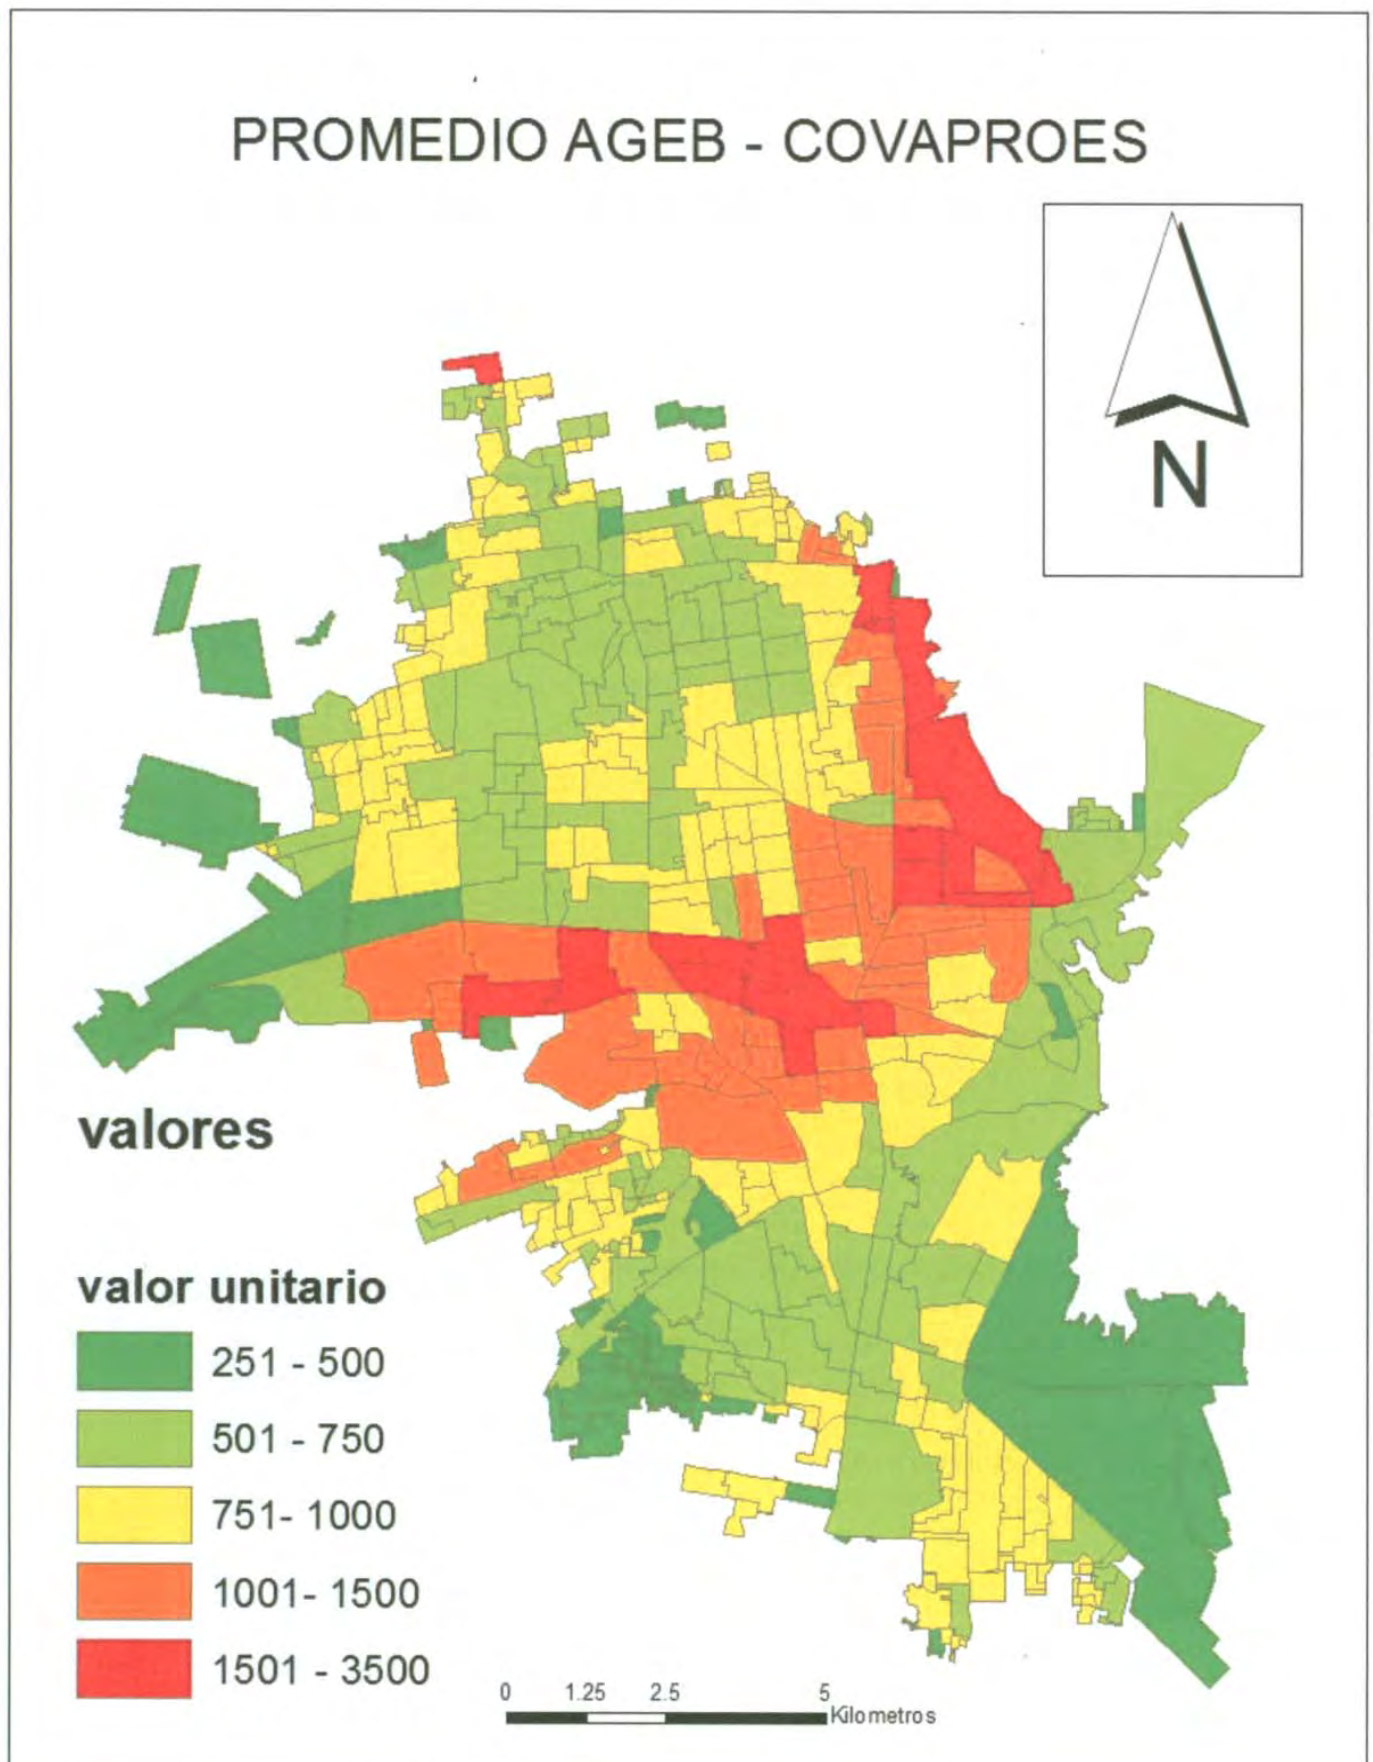 PROMEDIO AGEB - COVAPROES
N
valores
valor unitario
251 - 500
501 - 750
751- 1000
1001- 1500
1501 - 3500
0 1.25 2.5 5
Kilometros